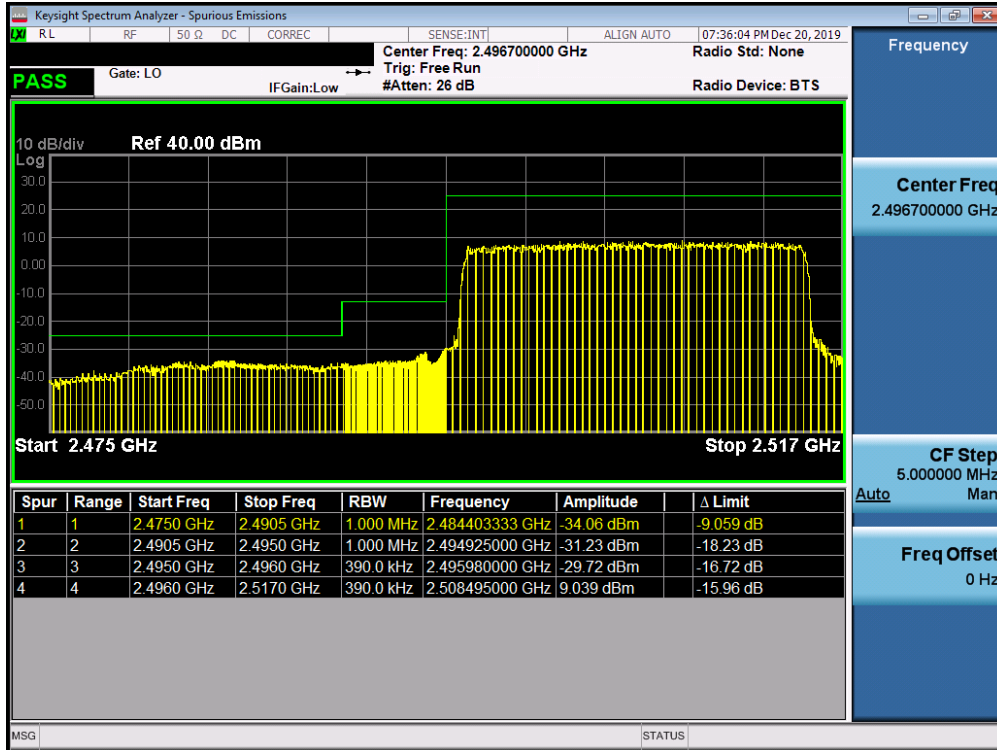 Keysight Spectrum Analyzer - Spurious Emissions
LXI RL RF 50 Ω DC CORREC SENSE:INT ALIGN AUTO 07:36:04 PM Dec 20, 2019
Center Freq: 2.496700000 GHz Radio Std: None
Gate: LO Trig: Free Run
PASS IFGain:Low #Atten: 26 dB Radio Device: BTS
Frequency
10 dB/div Ref 40.00 dBm
Log
30.0
20.0
10.0
0.00
-10.0
-20.0
-30.0
-40.0
-50.0
Start 2.475 GHz Stop 2.517 GHz
Center Freq
2.496700000 GHz
CF Step
5.000000 MHz
Auto Man
Freq Offset
0 Hz
Spur Range Start Freq Stop Freq RBW Frequency Amplitude Δ Limit
1 1 2.4750 GHz 2.4905 GHz 1.000 MHz 2.484403333 GHz -34.06 dBm -9.059 dB
2 2 2.4905 GHz 2.4950 GHz 1.000 MHz 2.494925000 GHz -31.23 dBm -18.23 dB
3 3 2.4950 GHz 2.4960 GHz 390.0 kHz 2.495980000 GHz -29.72 dBm -16.72 dB
4 4 2.4960 GHz 2.5170 GHz 390.0 kHz 2.508495000 GHz 9.039 dBm -15.96 dB
MSG STATUS